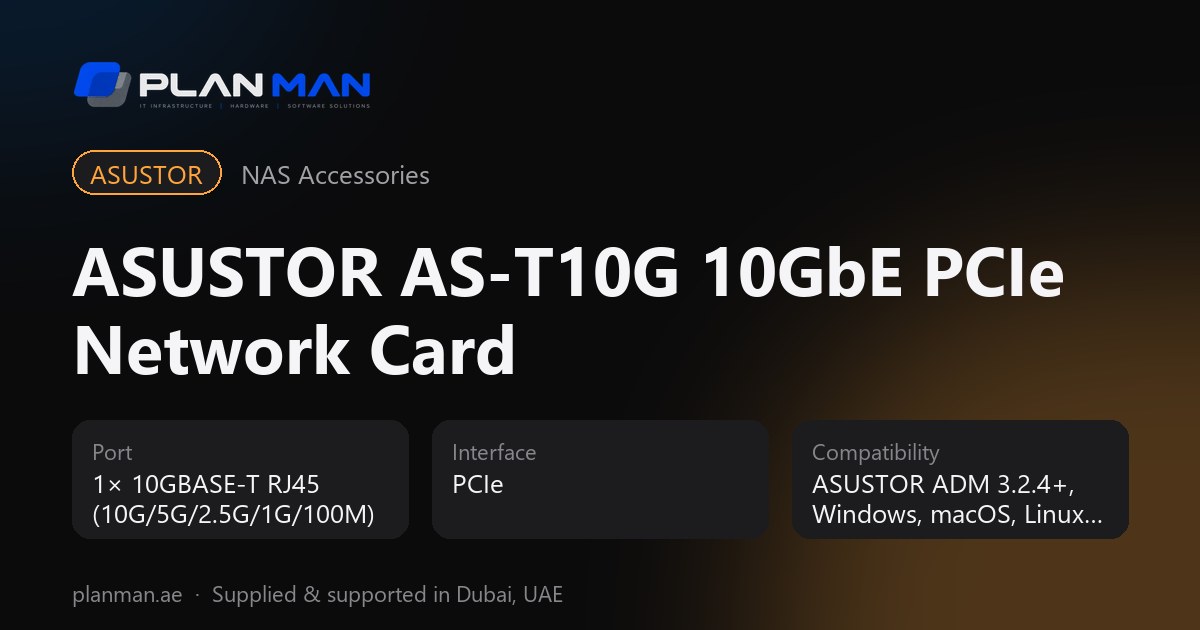 PLAN MAN
IT INFRASTRUCTURE | HARDWARE | SOFTWARE SOLUTIONS
ASUSTOR NAS Accessories
ASUSTOR AS-T10G 10GbE PCIe
Network Card
Port
1× 10GBASE-T RJ45
(10G/5G/2.5G/1G/100M)
Interface
PCIe
Compatibility
ASUSTOR ADM 3.2.4+,
Windows, macOS, Linux...
planman.ae · Supplied & supported in Dubai, UAE